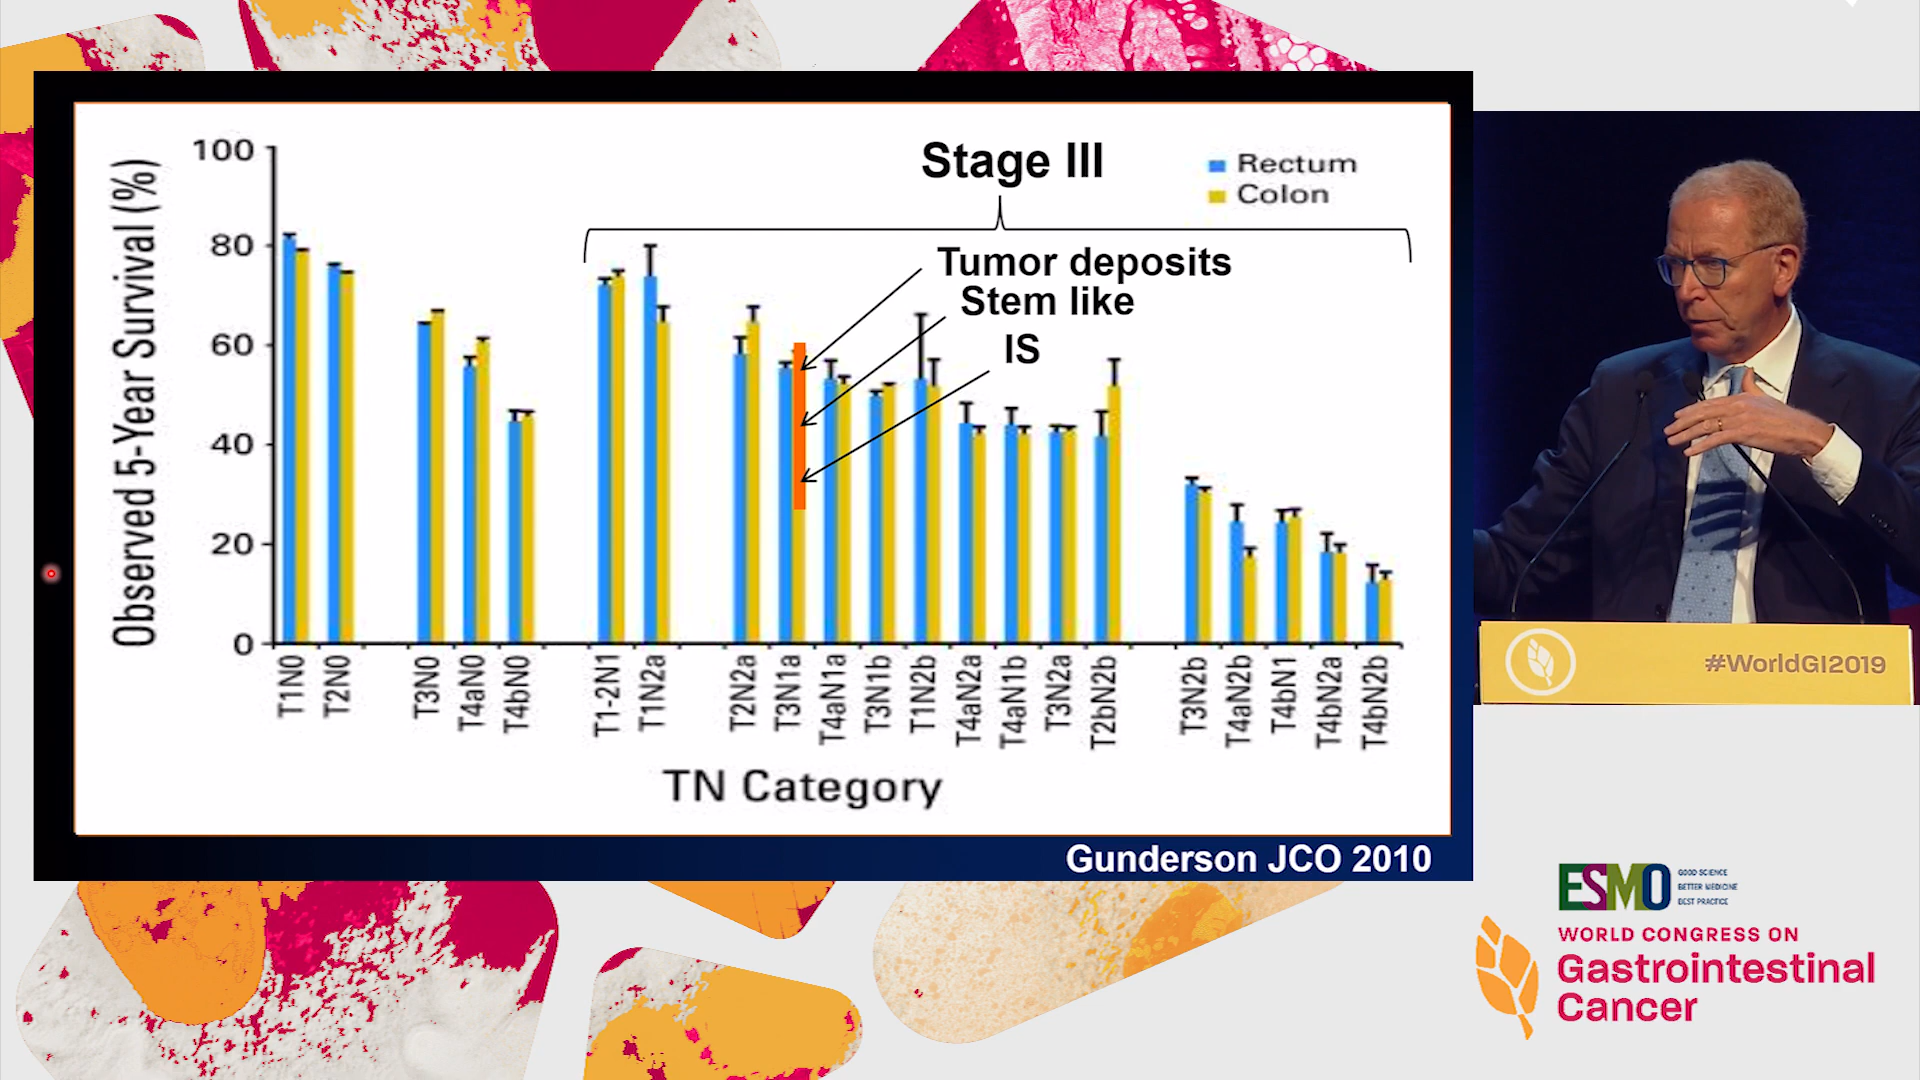 Stage III
Rectum
Colon
Tumor deposits
Stem like
IS
Observed 5-Year Survival (%)
100
80
60
40
20
0
T1N0
T2N0
T3N0
T4aN0
T4bN0
T1-2N1
T1N2a
T2N2a
T3N1a
T4aN1a
T3N1b
T1N2b
T4aN2a
T4aN1b
T3N2a
T2bN2b
T3N2b
T4aN2b
T4bN1
T4bN2a
T4bN2b
TN Category
Gunderson JCO 2010
#WorldGI2019
ESMO
GOOD SCIENCE
BETTER MEDICINE
BEST PRACTICE
WORLD CONGRESS ON
Gastrointestinal
Cancer